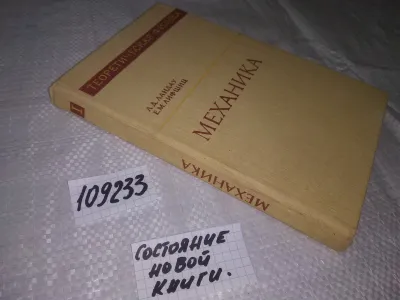 ТЕОРЕТИЧЕСКАЯ ФИЗИКА
Л.Д. ЛАНДАУ
Е.М. ЛИФШИЦ
МЕХАНИКА
I
МЕХАНИКА
109233
СОСТОЯНИЕ
НОВОЙ
КНИГИ.